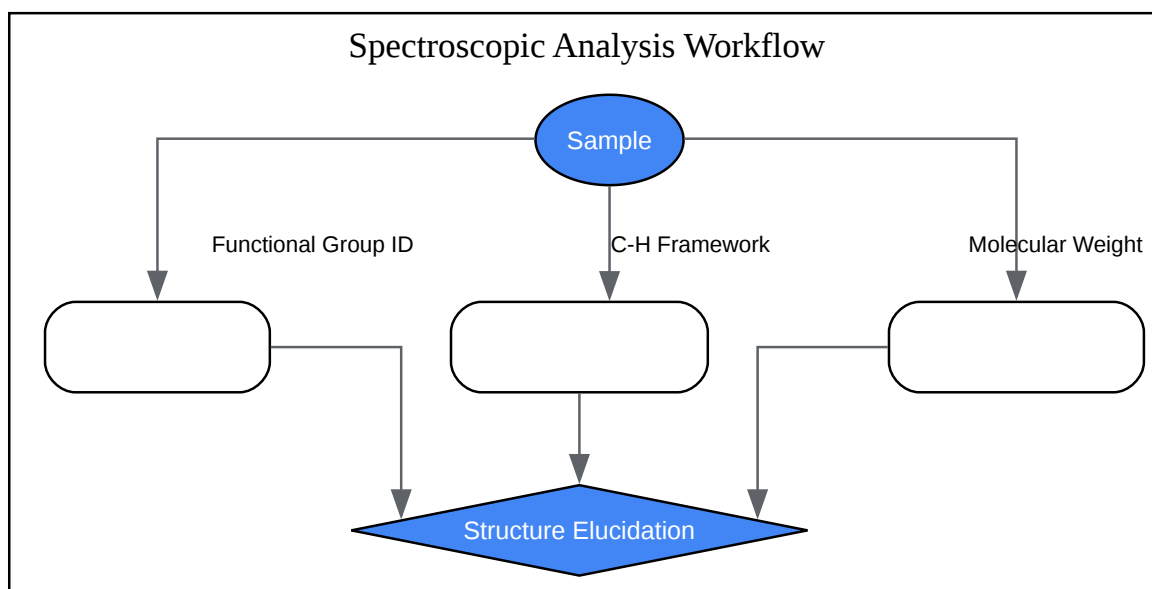 Spectroscopic Analysis Workflow
Sample
Functional Group ID
C-H Framework
Molecular Weight
Structure Elucidation